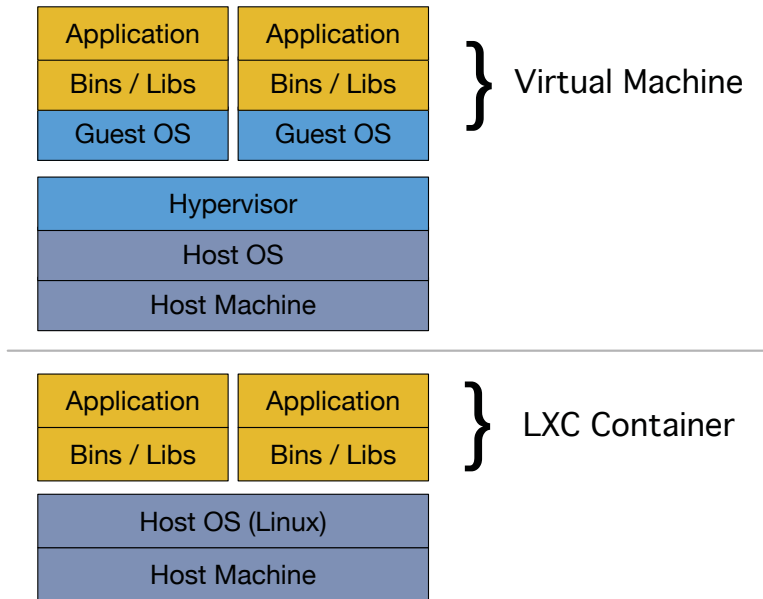 Application Application
Bins / Libs Bins / Libs } Virtual Machine
Guest OS Guest OS
Hypervisor
Host OS
Host Machine
Application Application
Bins / Libs Bins / Libs } LXC Container
Host OS (Linux)
Host Machine